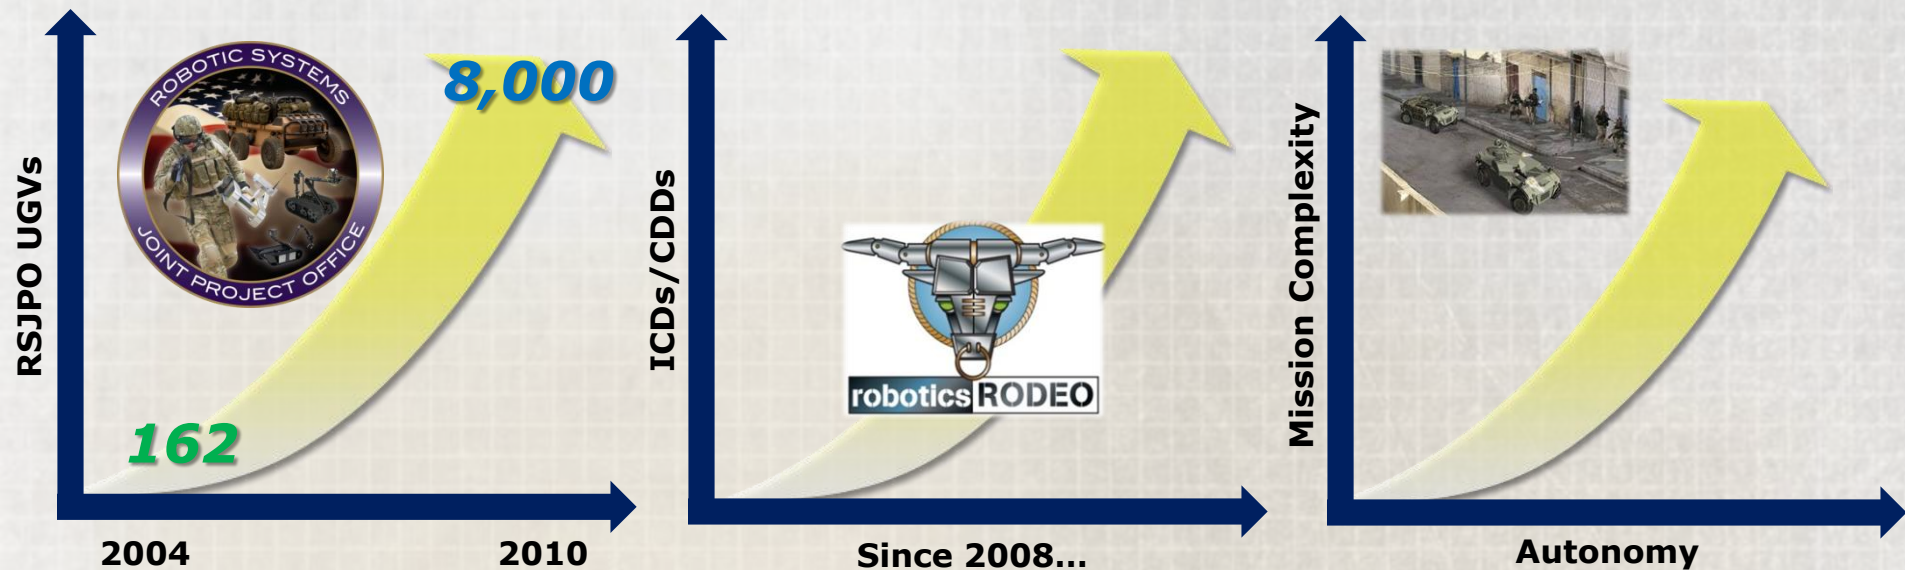 RSJPO UGVs
ROBOTIC SYSTEMS
JOINT PROJECT OFFICE
8,000
162
2004
2010
ICDs/CDDs
robotics RODEO
Since 2008...
Mission Complexity
Autonomy